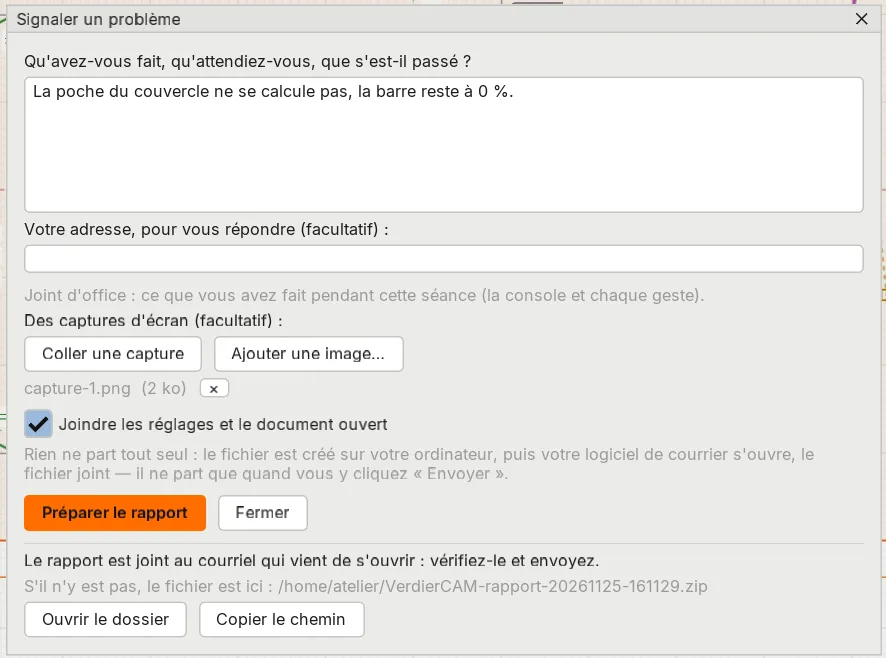 Signaler un problème
Qu'avez-vous fait, qu'attendiez-vous, que s'est-il passé ?
La poche du couvercle ne se calcule pas, la barre reste à 0 %.
Votre adresse, pour vous répondre (facultatif) :
Joint d'office : ce que vous avez fait pendant cette séance (la console et chaque geste).
Des captures d'écran (facultatif) :
Coller une capture
Ajouter une image...
capture-1.png (2 ko)
Joindre les réglages et le document ouvert
Rien ne part tout seul : le fichier est créé sur votre ordinateur, puis votre logiciel de courrier s'ouvre, le
fichier joint — il ne part que quand vous y cliquez « Envoyer ».
Préparer le rapport
Fermer
Le rapport est joint au courriel qui vient de s'ouvrir : vérifiez-le et envoyez.
S'il n'y est pas, le fichier est ici : /home/atelier/VerdierCAM-rapport-20261125-161129.zip
Ouvrir le dossier
Copier le chemin